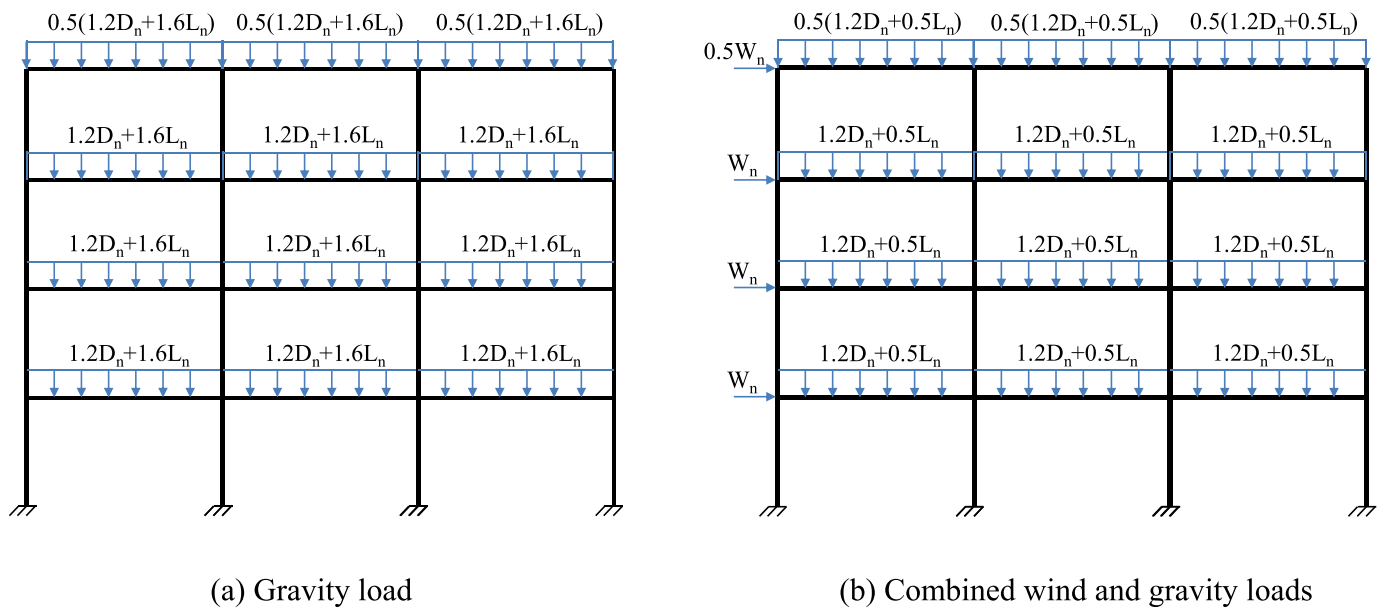 0.5(1.2Dn+1.6Ln) 0.5(1.2Dn+1.6Ln) 0.5(1.2Dn+1.6Ln)
1.2Dn+1.6Ln 1.2Dn+1.6Ln 1.2Dn+1.6Ln
1.2Dn+1.6Ln 1.2Dn+1.6Ln 1.2Dn+1.6Ln
1.2Dn+1.6Ln 1.2Dn+1.6Ln 1.2Dn+1.6Ln
(a) Gravity load
0.5(1.2Dn+0.5Ln) 0.5(1.2Dn+0.5Ln) 0.5(1.2Dn+0.5Ln)
0.5Wn
1.2Dn+0.5Ln 1.2Dn+0.5Ln 1.2Dn+0.5Ln
Wn
1.2Dn+0.5Ln 1.2Dn+0.5Ln 1.2Dn+0.5Ln
Wn
1.2Dn+0.5Ln 1.2Dn+0.5Ln 1.2Dn+0.5Ln
Wn
(b) Combined wind and gravity loads